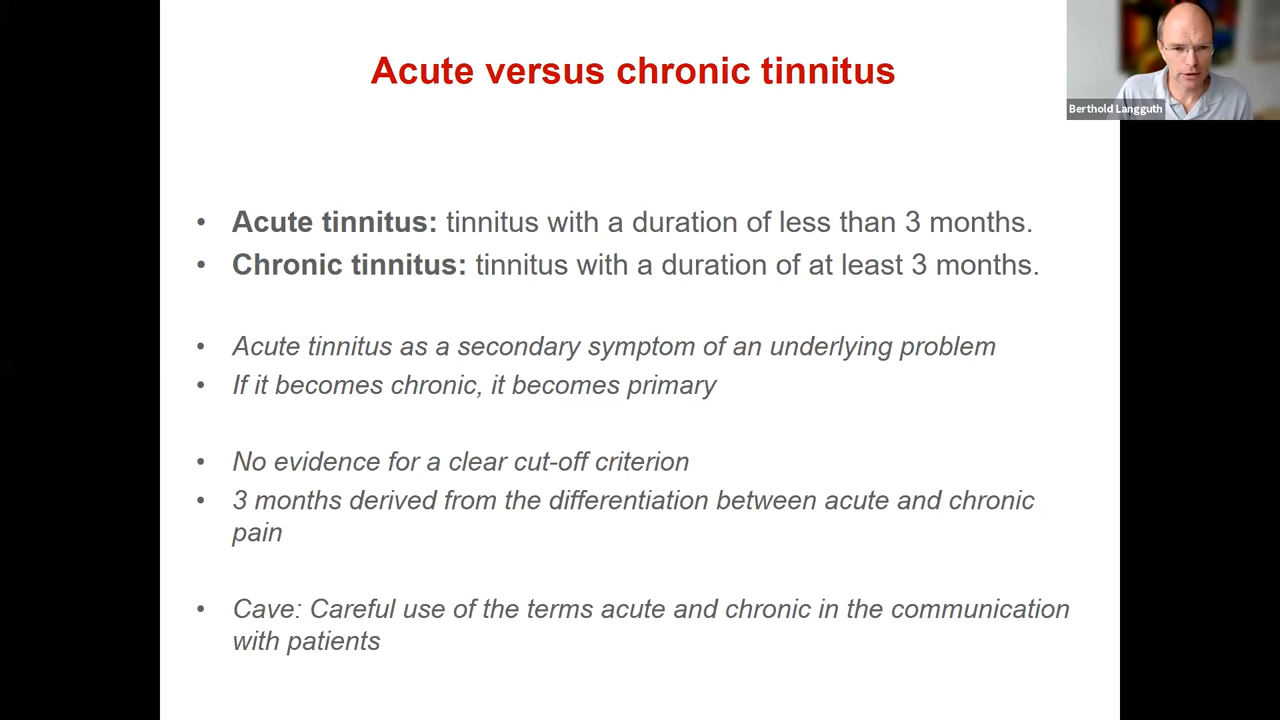 Acute versus chronic tinnitus
Berthold Langguth
• Acute tinnitus: tinnitus with a duration of less than 3 months.
• Chronic tinnitus: tinnitus with a duration of at least 3 months.
• Acute tinnitus as a secondary symptom of an underlying problem
• If it becomes chronic, it becomes primary
• No evidence for a clear cut-off criterion
• 3 months derived from the differentiation between acute and chronic
pain
• Cave: Careful use of the terms acute and chronic in the communication
with patients